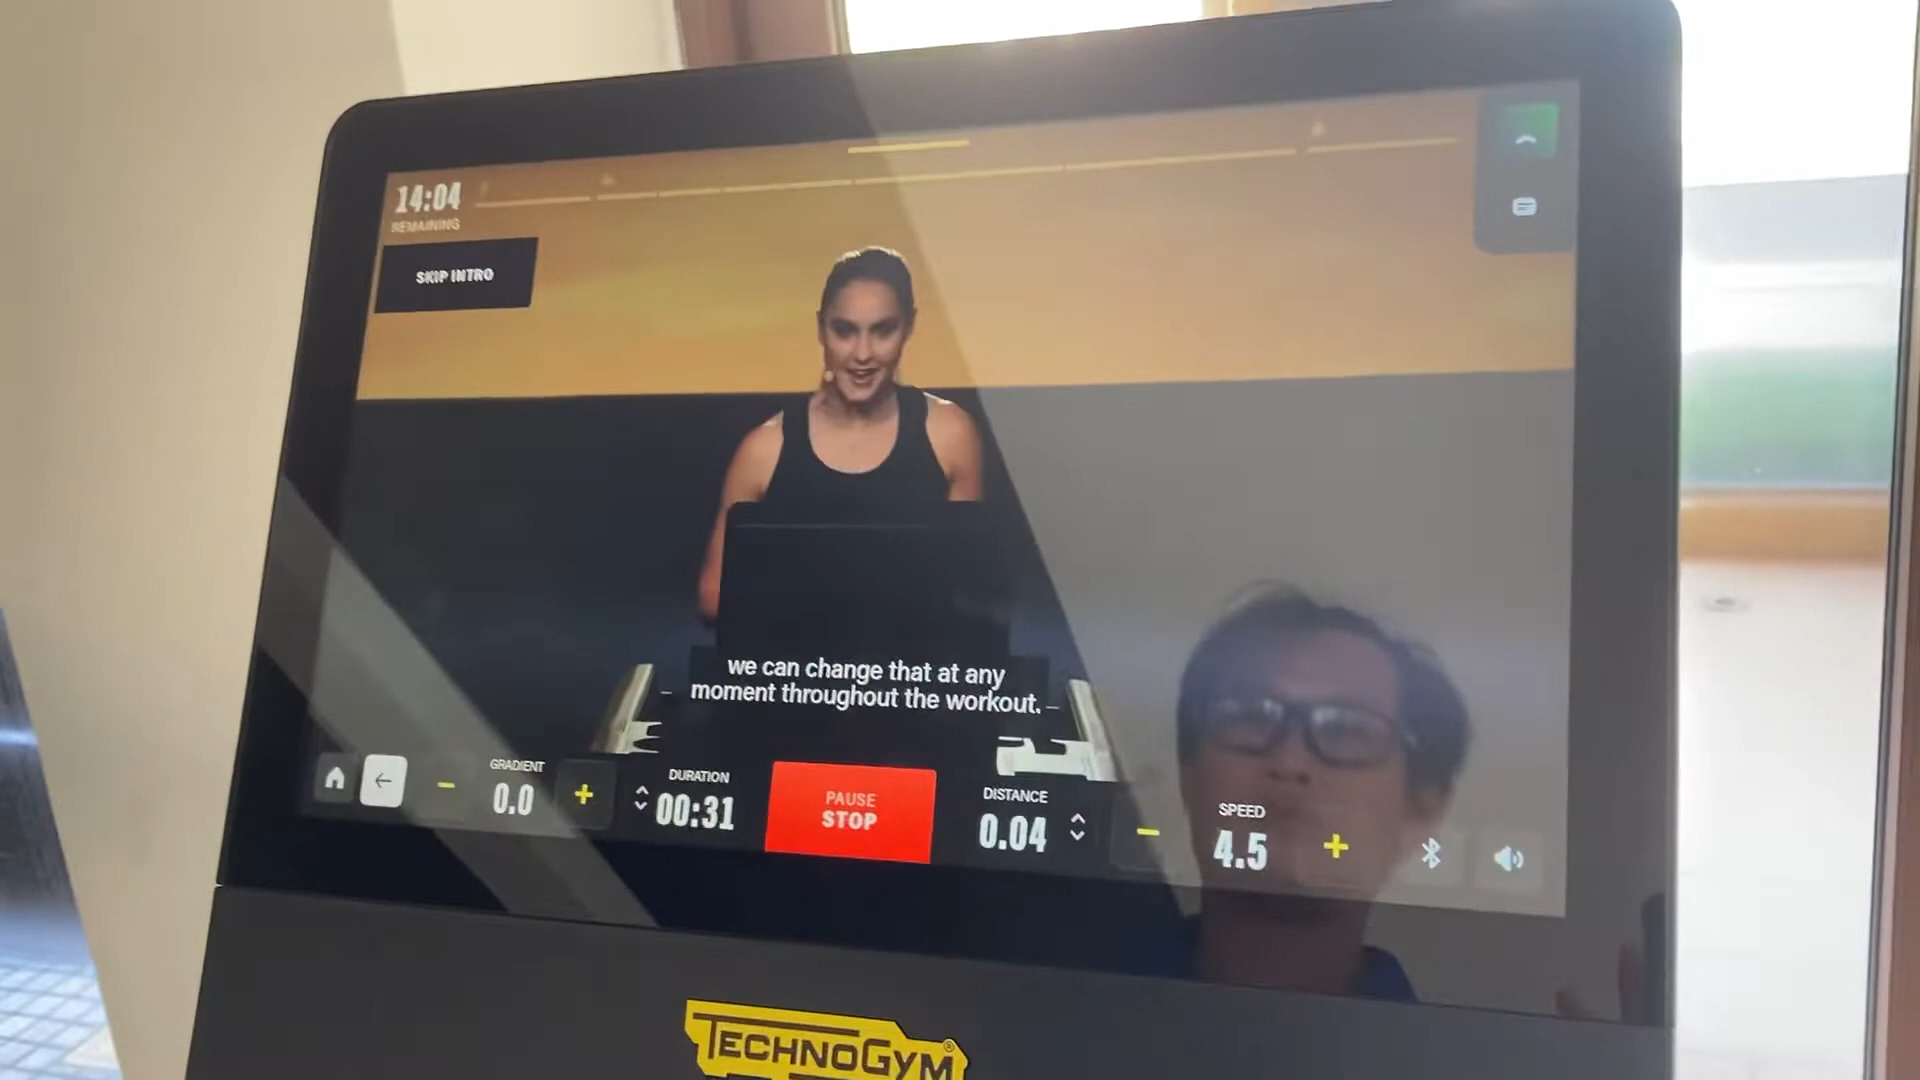 14:04
REMAINING
SKIP INTRO
we can change that at any
moment throughout the workout.
GRADIENT
0.0
DURATION
00:31
PAUSE
STOP
DISTANCE
0.04
SPEED
4.5
TECHNOGYM®